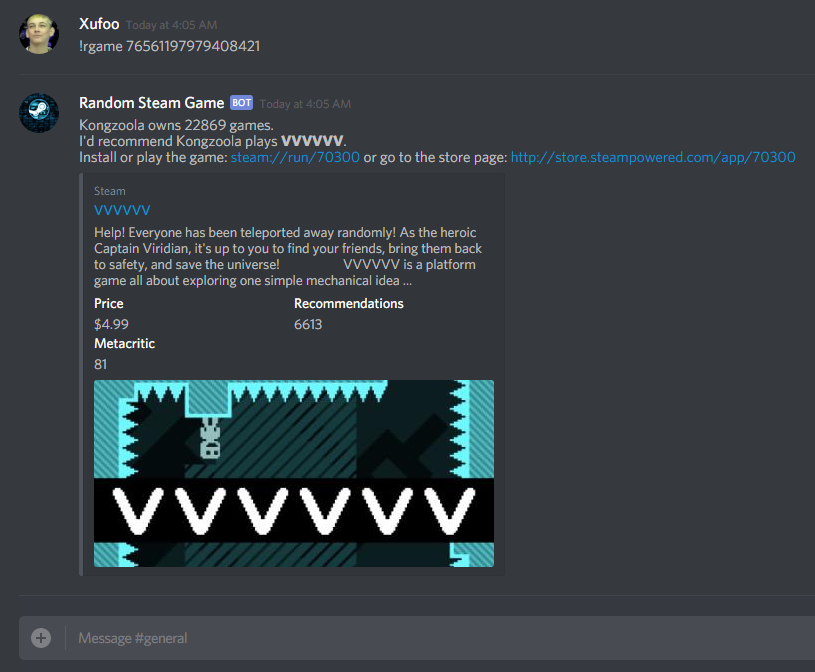 Xufoo Today at 4:05 AM
!rgame 76561197979408421
Random Steam Game BOT Today at 4:05 AM
Kongzoola owns 22869 games.
I'd recommend Kongzoola plays VVVVVV.
Install or play the game: steam://run/70300 or go to the store page: http://store.steampowered.com/app/70300
Steam
VVVVVV
Help! Everyone has been teleported away randomly! As the heroic
Captain Viridian, it's up to you to find your friends, bring them back
to safety, and save the universe! VVVVVV is a platform
game all about exploring one simple mechanical idea ...
Price Recommendations
$4.99 6613
Metacritic
81
VVVVVV
Message #general